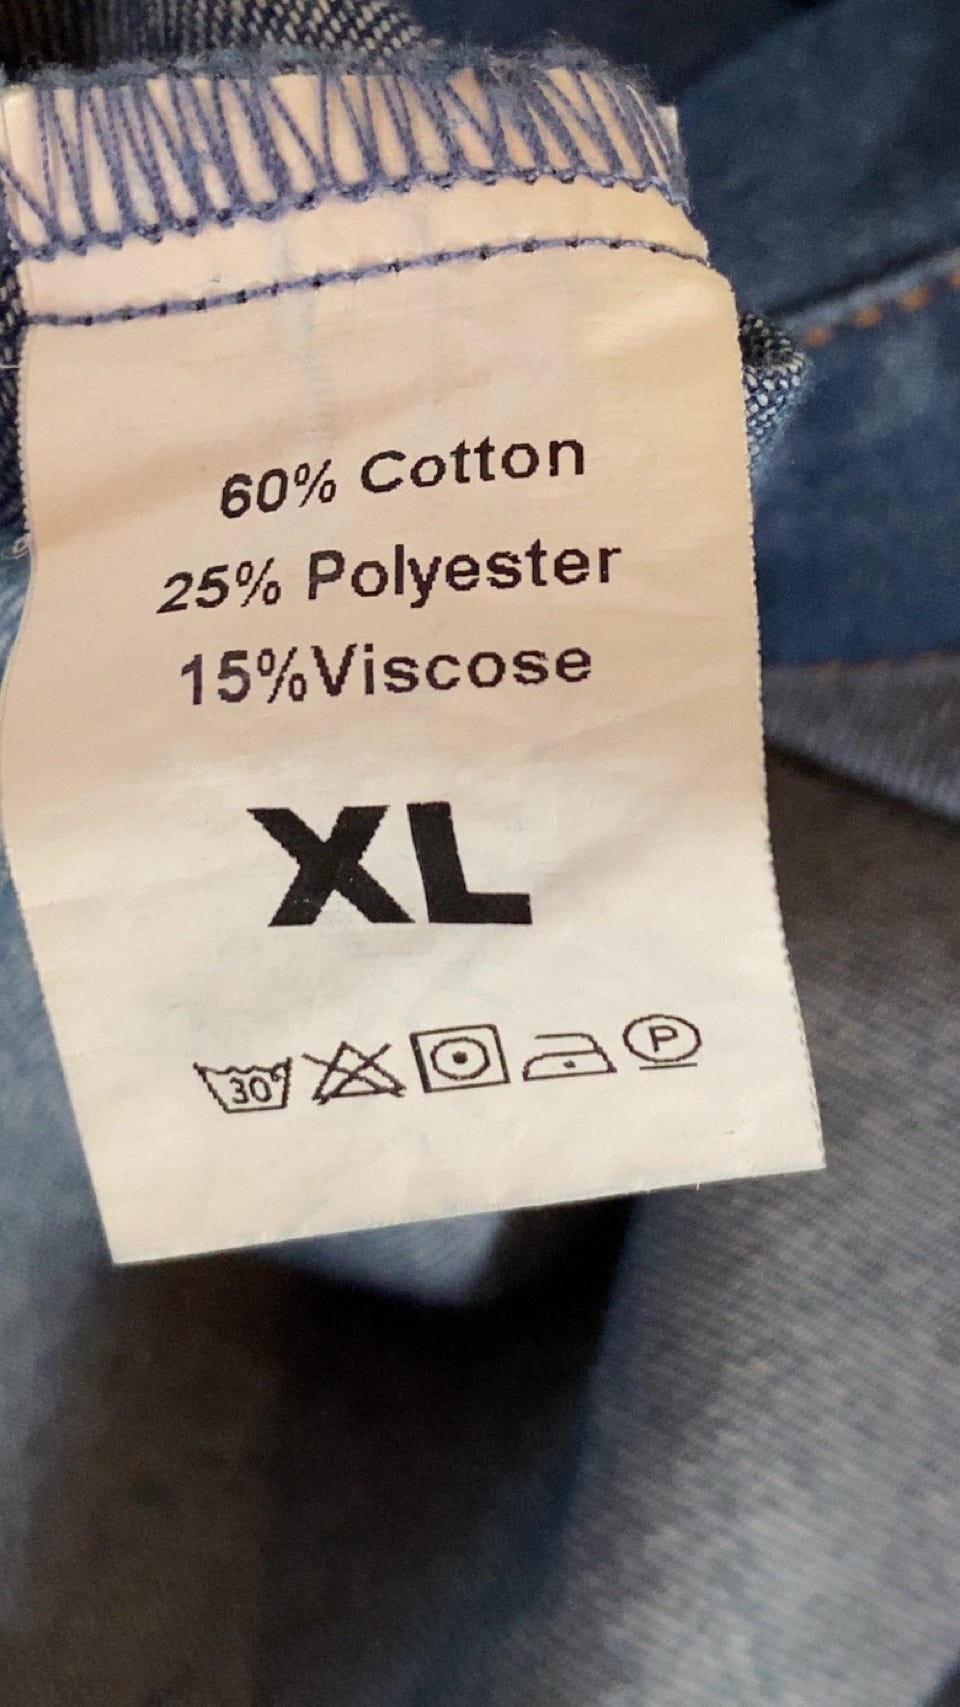 60% Cotton
25% Polyester
15%Viscose
XL
30° P